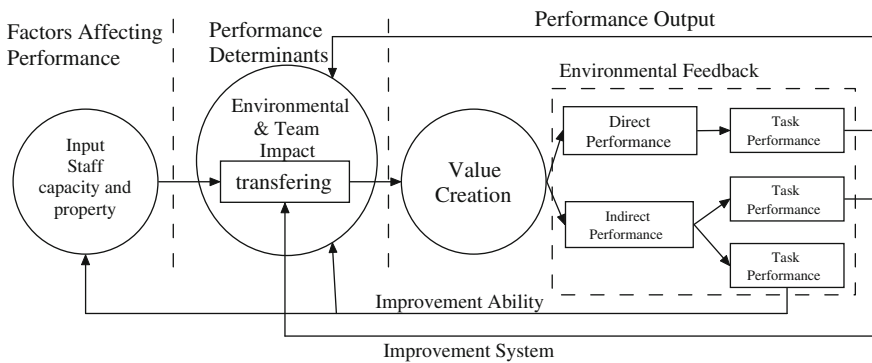 Factors Affecting
Performance
Performance
Determinants
Performance Output
Environmental Feedback
Input
Staff
capacity and
property
Environmental
& Team
Impact
transfering
Value
Creation
Direct
Performance
Task
Performance
Indirect
Performance
Task
Performance
Task
Performance
Improvement Ability
Improvement System